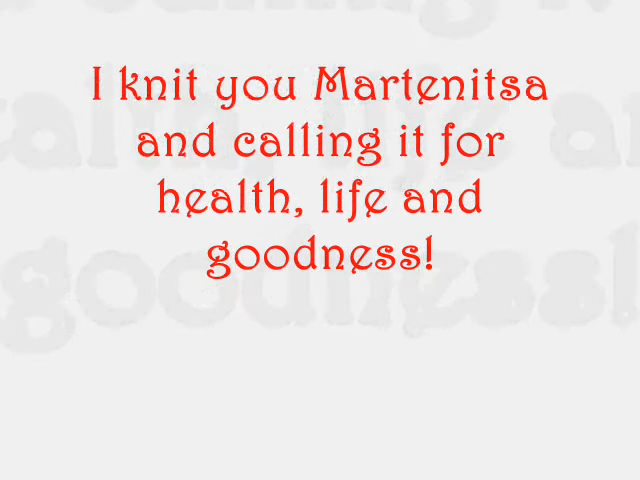 I knit you Martenitsa
and calling it for
health, life and
goodness!